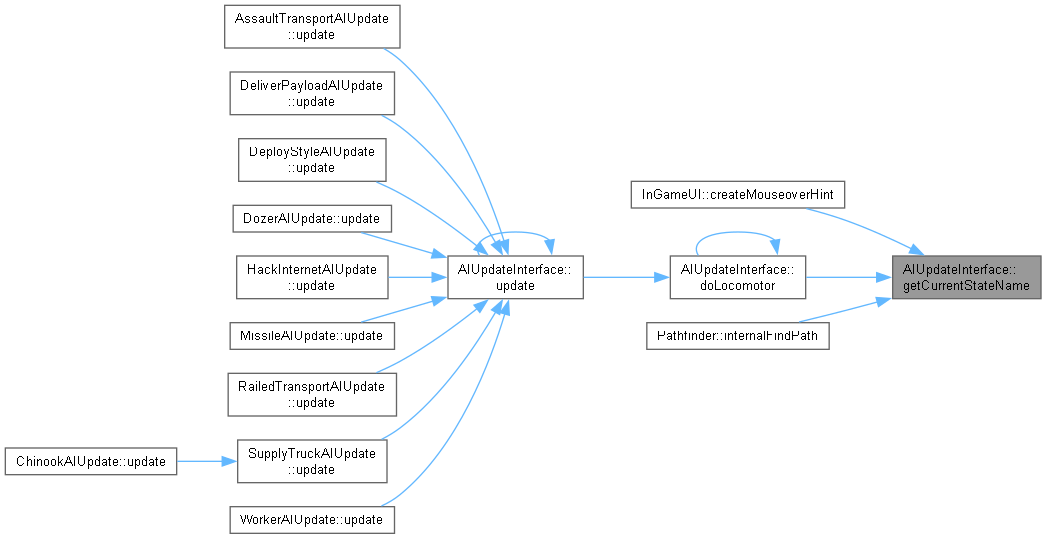 AssaultTransportAIUpdate
::update
DeliverPayloadAIUpdate
::update
DeployStyleAIUpdate
::update
DozerAIUpdate::update
HackInternetAIUpdate
::update
MissileAIUpdate::update
RailedTransportAIUpdate
::update
ChinookAIUpdate::update
SupplyTruckAIUpdate
::update
WorkerAIUpdate::update
AIUpdateInterface::
update
InGameUI::createMouseoverHint
AIUpdateInterface::
doLocomotor
Pathfinder::internalFindPath
AIUpdateInterface::
getCurrentStateName